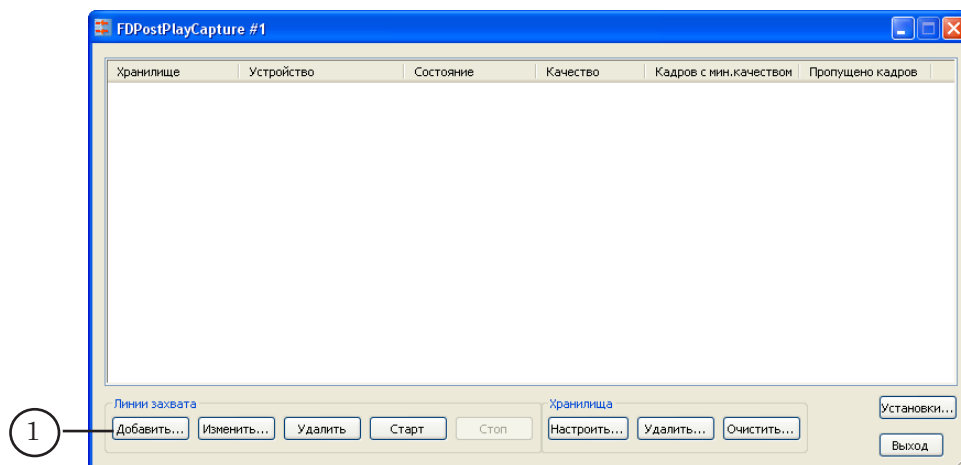 FDPostPlayCapture #1
Хранилище Устройство Состояние Качество Кадров с мин.качеством Пропущено кадров
Линии захвата Хранилища
Установки...
1 Добавить... Изменить... Удалить Старт Стоп Настроить... Удалить... Очистить...
Выход